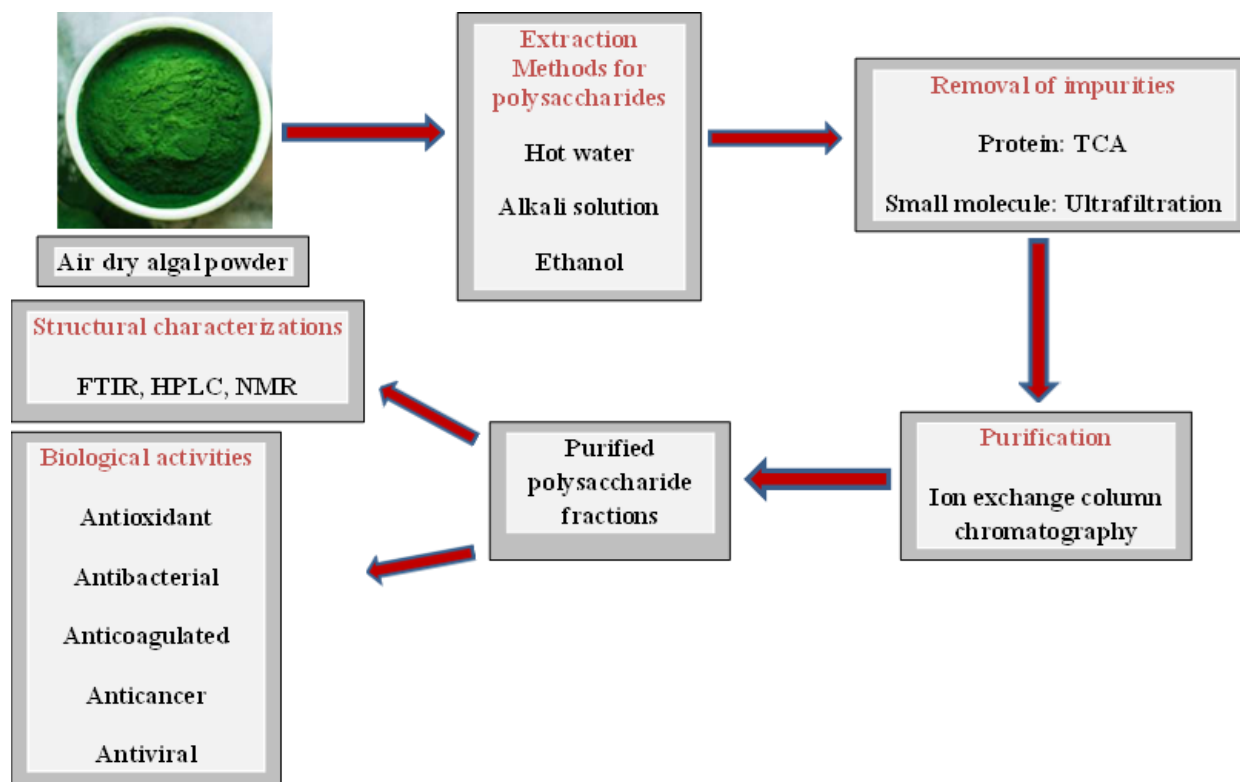 Air dry algal powder
Extraction
Methods for
polysaccharides
Hot water
Alkali solution
Ethanol
Removal of impurities
Protein: TCA
Small molecule: Ultrafiltration
Purification
Ion exchange column
chromatography
Purified
polysaccharide
fractions
Structural characterizations
FTIR, HPLC, NMR
Biological activities
Antioxidant
Antibacterial
Anticoagulated
Anticancer
Antiviral